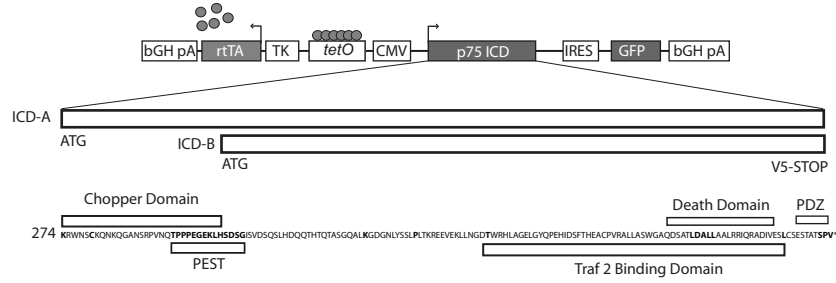 bGH pA rtTA TK tetO CMV p75 ICD IRES GFP bGH pA
ICD-A
ATG
ICD-B
ATG
V5-STOP
Chopper Domain
Death Domain
PDZ
274 KRWNSCKQNKQGANSRPVNQTPPPEGEKLHSDSGISVDSQSLHDQQTHTQTASGQALKGDGNLYSSLPLTKREEVEKLLNGDTWRHLAGELGYQPEHIDSFTHEACPVRALLASWGAQDSATLDALLAALRRIQRADIVESLCSESTATSPV*
PEST
Traf 2 Binding Domain